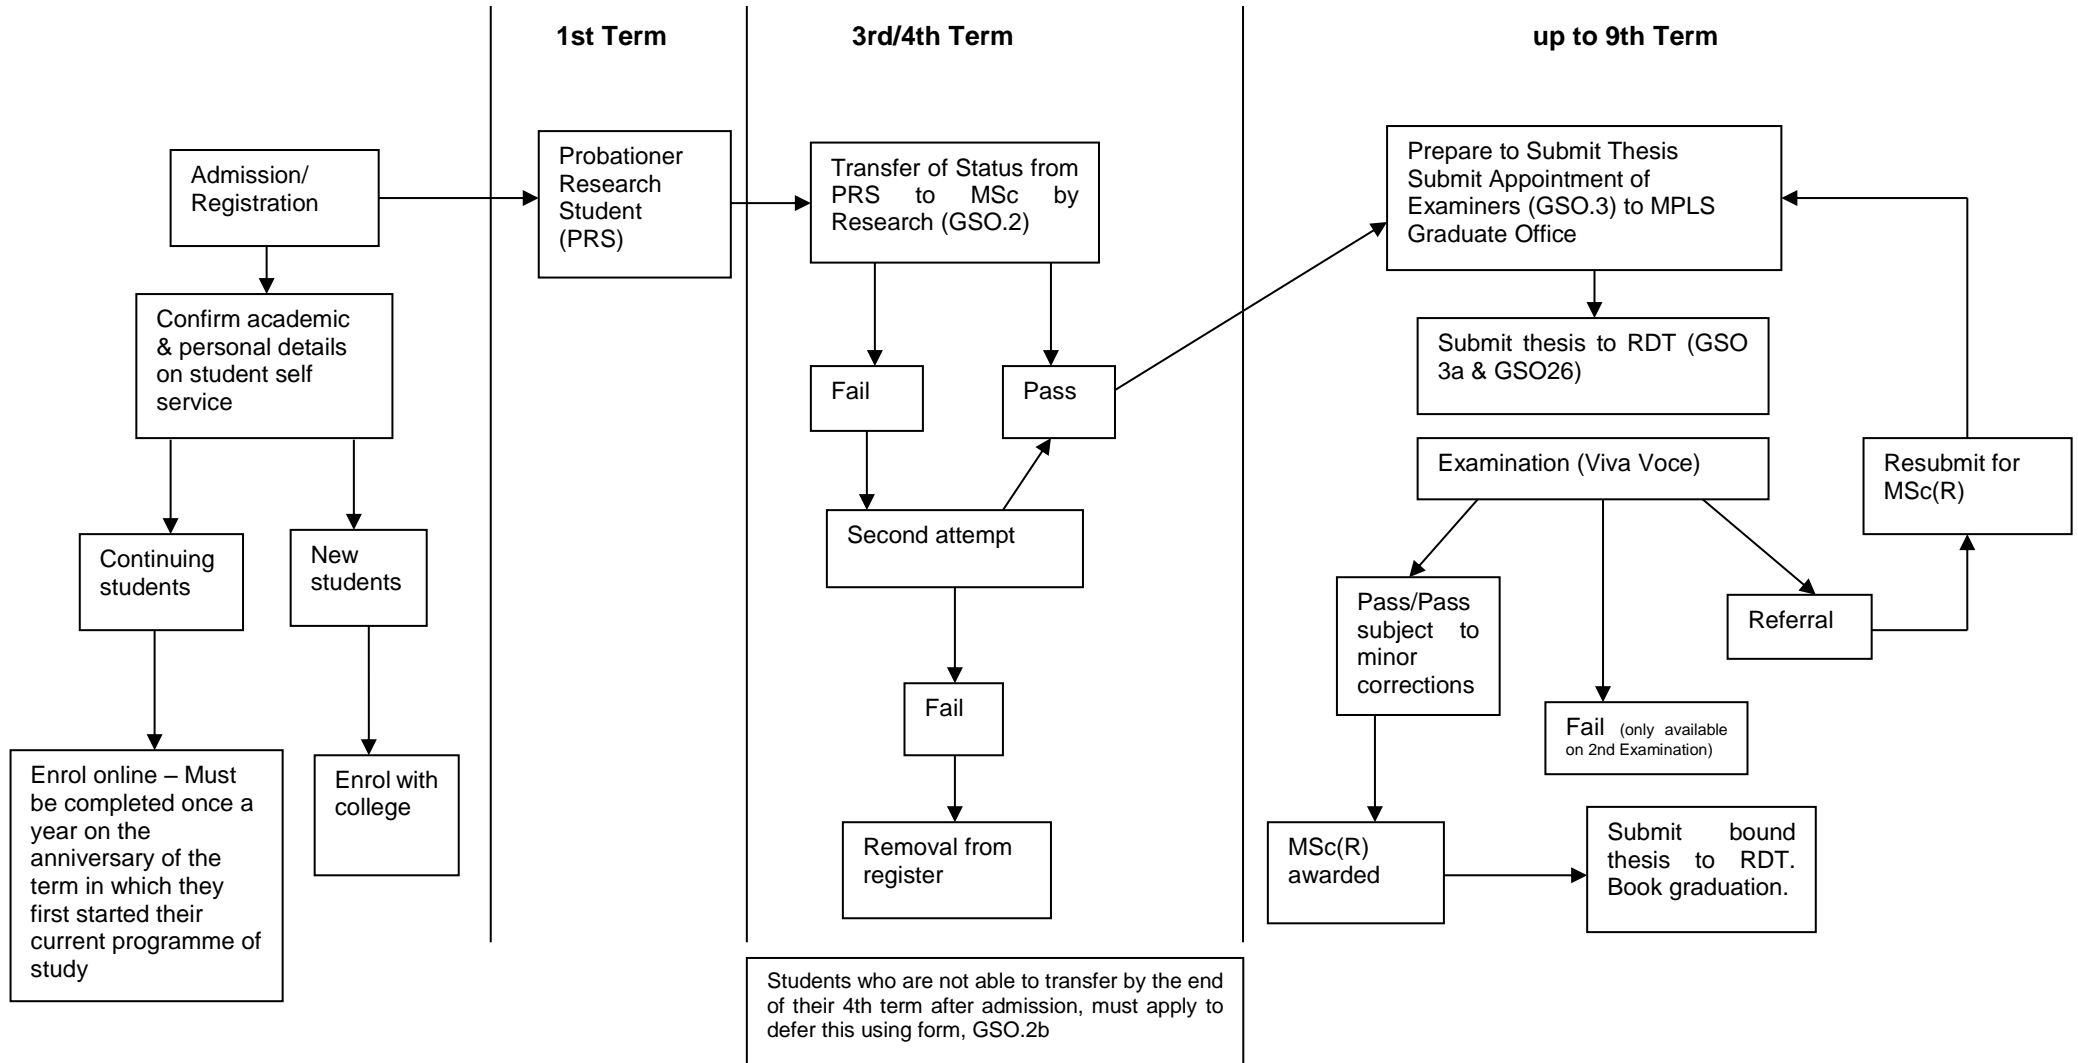 1st Term
3rd/4th Term
up to 9th Term
Admission/
Registration
Confirm academic
& personal details
on student self
service
Continuing
students
New
students
Enrol online – Must
be completed once a
year on the
anniversary of the
term in which they
first started their
current programme of
study
Enrol with
college
Probationer
Research
Student
(PRS)
Transfer of Status from
PRS to MSc by
Research (GSO.2)
Fail
Pass
Second attempt
Fail
Removal from
register
Students who are not able to transfer by the end
of their 4th term after admission, must apply to
defer this using form, GSO.2b
Prepare to Submit Thesis
Submit Appointment of
Examiners (GSO.3) to MPLS
Graduate Office
Submit thesis to RDT (GSO
3a & GSO26)
Examination (Viva Voce)
Resubmit for
MSc(R)
Pass/Pass
subject to
minor
corrections
Referral
Fail (only available
on 2nd Examination)
MSc(R)
awarded
Submit bound
thesis to RDT.
Book graduation.